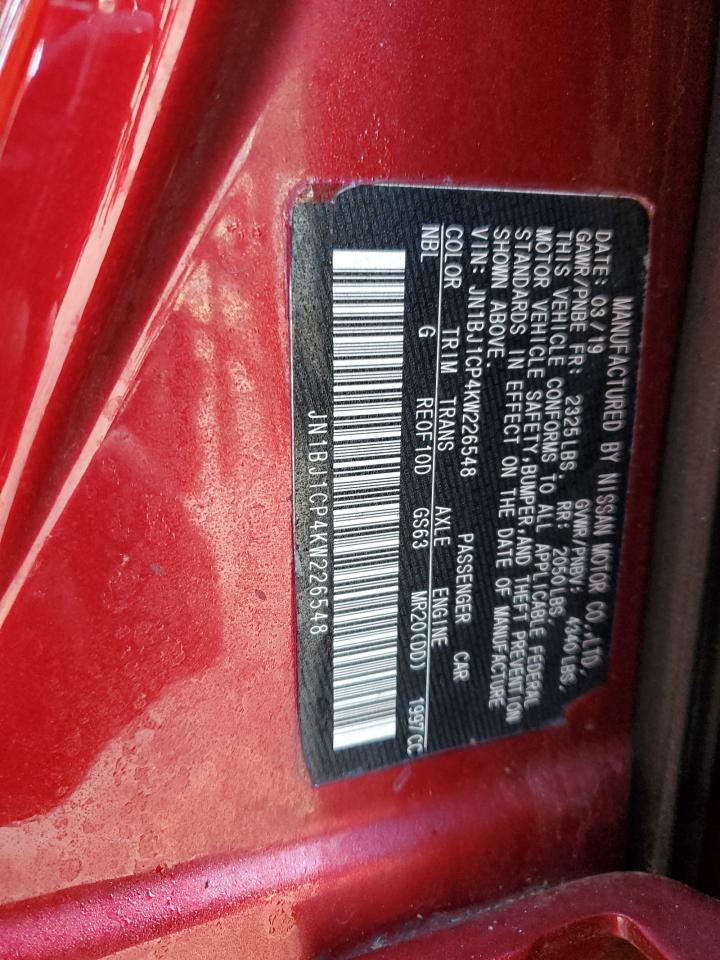 MANUFACTURED BY NISSAN MOTOR CO.,LTD.
DATE: 03/19 GVWR/PNBV: 4340 LBS,
GAWR/PNBE FR: 2325LBS. RR: 2050LBS.
THIS VEHICLE CONFORMS TO ALL APPLICABLE FEDERAL
MOTOR VEHICLE SAFETY,BUMPER,AND THEFT PREVENTION
STANDARDS IN EFFECT ON THE DATE OF MANUFACTURE
SHOWN ABOVE.
VIN: JN1BJ1CP4KW226548 PASSENGER CAR
COLOR TRIM TRANS AXLE ENGINE
NBL G RE0F10D GS63 MR20(DD) 1997CC
JN1BJ1CP4KW226548